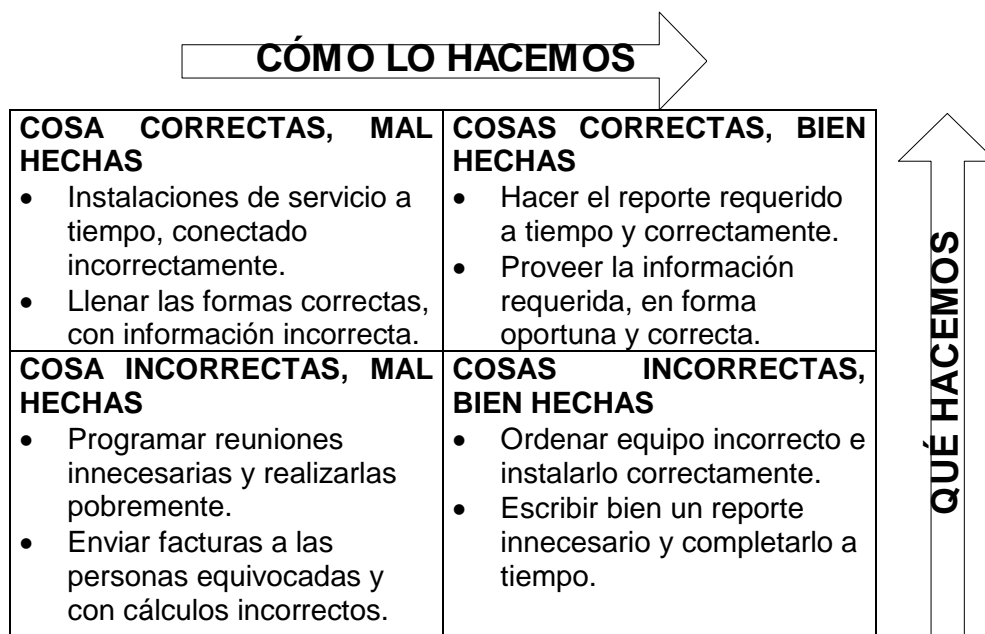 CÓMO LO HACEMOS
COSA CORRECTAS, MAL
HECHAS
• Instalaciones de servicio a
tiempo, conectado
incorrectamente.
• Llenar las formas correctas,
con información incorrecta.
COSAS CORRECTAS, BIEN
HECHAS
• Hacer el reporte requerido
a tiempo y correctamente.
• Proveer la información
requerida, en forma
oportuna y correcta.
COSA INCORRECTAS, MAL
HECHAS
• Programar reuniones
innecesarias y realizarlas
pobremente.
• Enviar facturas a las
personas equivocadas y
con cálculos incorrectos.
COSAS INCORRECTAS,
BIEN HECHAS
• Ordenar equipo incorrecto e
instalarlo correctamente.
• Escribir bien un reporte
innecesario y completarlo a
tiempo.
QUÉ HACEMOS